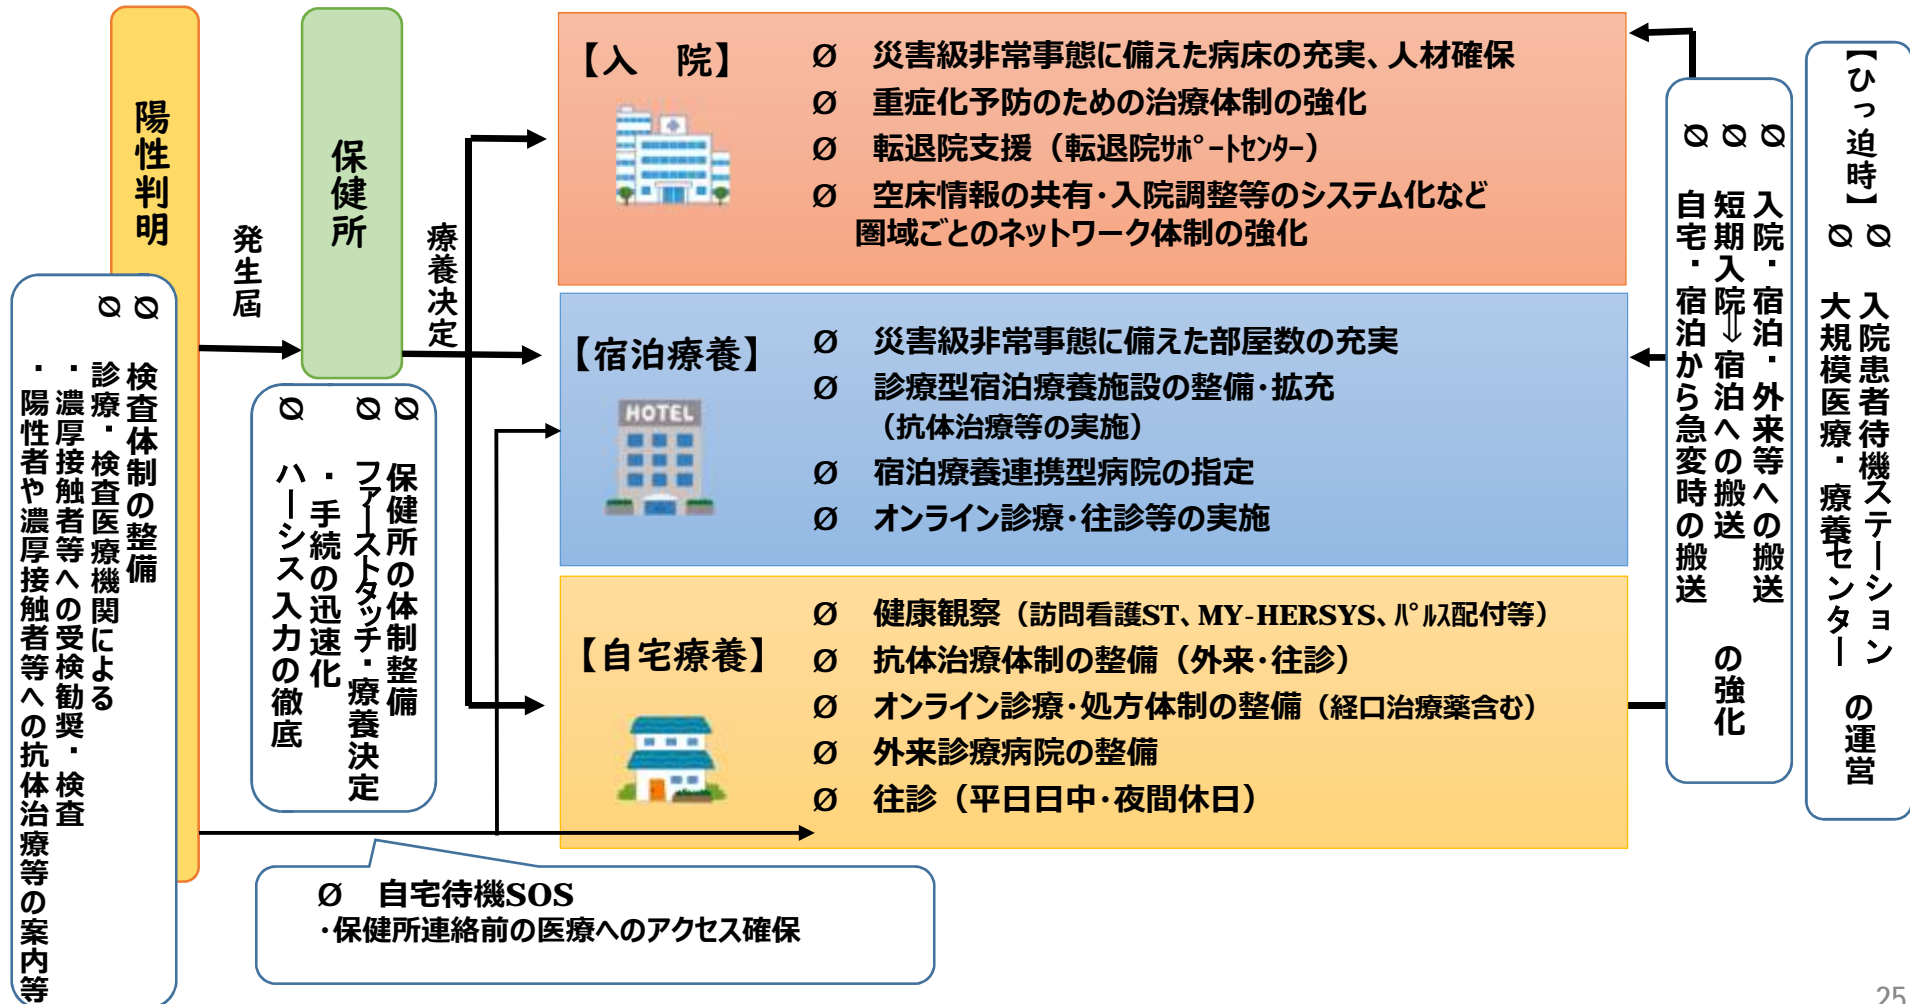 陽性判明
Ø 検査体制の整備
Ø 診療・検査医療機関による
・濃厚接触者等への受検勧奨・検査
・陽性者や濃厚接触者等への抗体治療等の案内等
発生届
保健所
Ø 保健所の体制整備
Ø ファーストタッチ・療養決定
・手続の迅速化
Ø ハーシス入力の徹底
療養決定
【入　院】
Ø 災害級非常事態に備えた病床の充実、人材確保
Ø 重症化予防のための治療体制の強化
Ø 転退院支援（転退院ｻﾎﾟｰﾄｾﾝﾀｰ）
Ø 空床情報の共有・入院調整等のシステム化など
圏域ごとのネットワーク体制の強化
【宿泊療養】
HOTEL
Ø 災害級非常事態に備えた部屋数の充実
Ø 診療型宿泊療養施設の整備・拡充
（抗体治療等の実施）
Ø 宿泊療養連携型病院の指定
Ø オンライン診療・往診等の実施
【自宅療養】
Ø 健康観察（訪問看護ST、MY-HERSYS、ﾊﾟﾙｽ配付等）
Ø 抗体治療体制の整備（外来・往診）
Ø オンライン診療・処方体制の整備（経口治療薬含む）
Ø 外来診療病院の整備
Ø 往診（平日日中・夜間休日）
Ø 自宅待機SOS
・保健所連絡前の医療へのアクセス確保
Ø 入院・宿泊・外来等への搬送
Ø 短期入院⇒宿泊への搬送 の強化
Ø 自宅・宿泊から急変時の搬送
【ひっ迫時】
Ø 入院患者待機ステーション
Ø 大規模医療・療養センター の運営
25